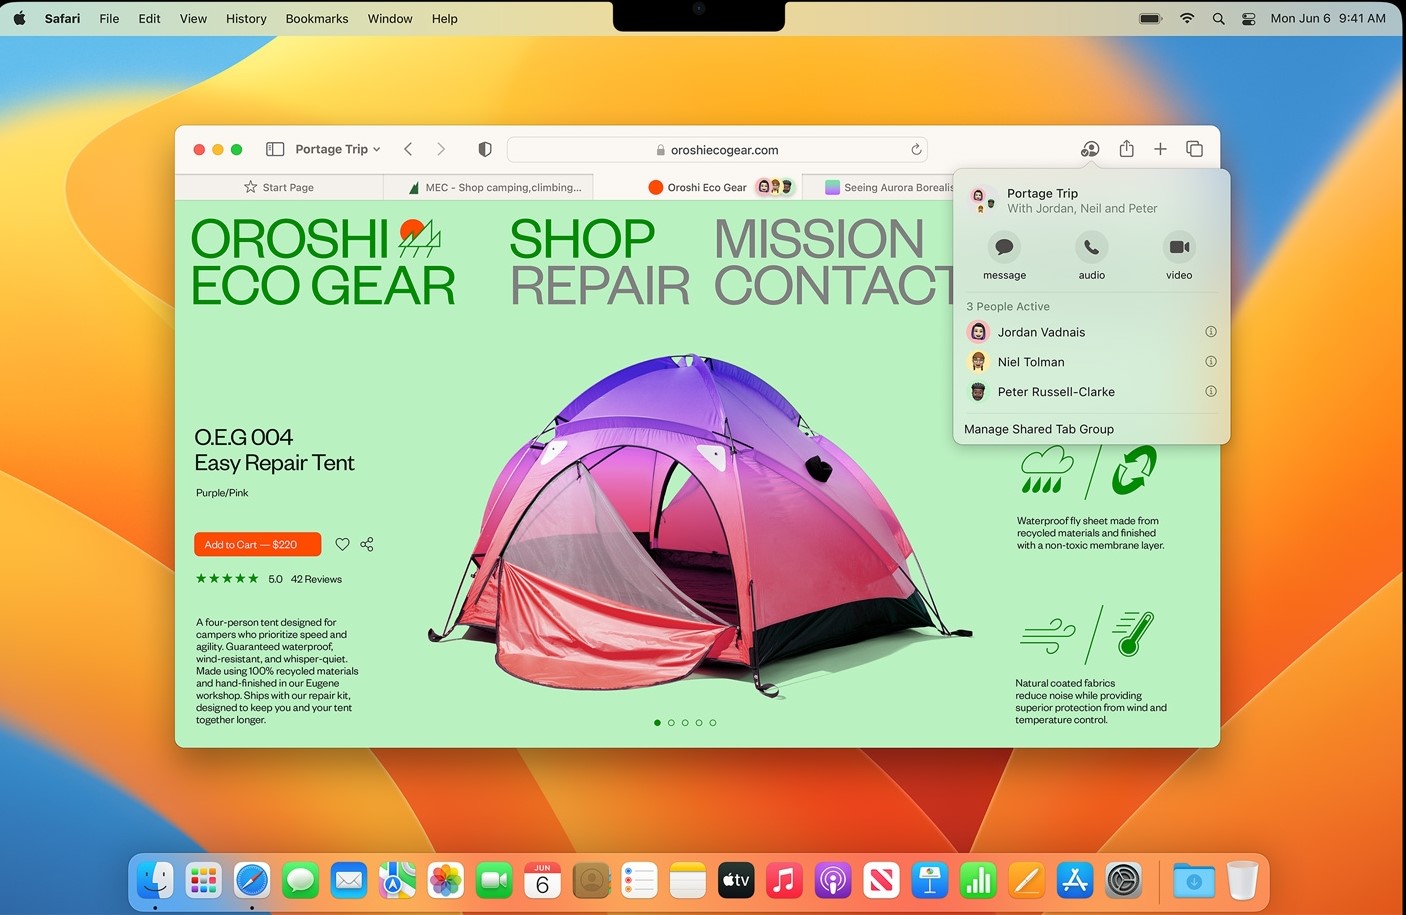 Safari File Edit View History Bookmarks Window Help
Mon Jun 6 9:41 AM
Portage Trip
oroshiecogear.com
Start Page
MEC - Shop camping,climbing...
Oroshi Eco Gear
Seeing Aurora Borealis
OROSHI
ECO GEAR
SHOP
REPAIR
MISSION
CONTACT
Portage Trip
With Jordan, Neil and Peter
message audio video
3 People Active
Jordan Vadnais
Niel Tolman
Peter Russell-Clarke
Manage Shared Tab Group
O.E.G 004
Easy Repair Tent
Purple/Pink
Add to Cart — $220
★★★★★ 5.0 42 Reviews
A four-person tent designed for
campers who prioritize speed and
agility. Guaranteed waterproof,
wind-resistant, and whisper-quiet.
Made using 100% recycled materials
and hand-finished in our Eugene
workshop. Ships with our repair kit,
designed to keep you and your tent
together longer.
Waterproof fly sheet made from
recycled materials and finished
with a non-toxic membrane layer.
Natural coated fabrics
reduce noise while providing
superior protection from wind and
temperature control.
JUN
6
tv